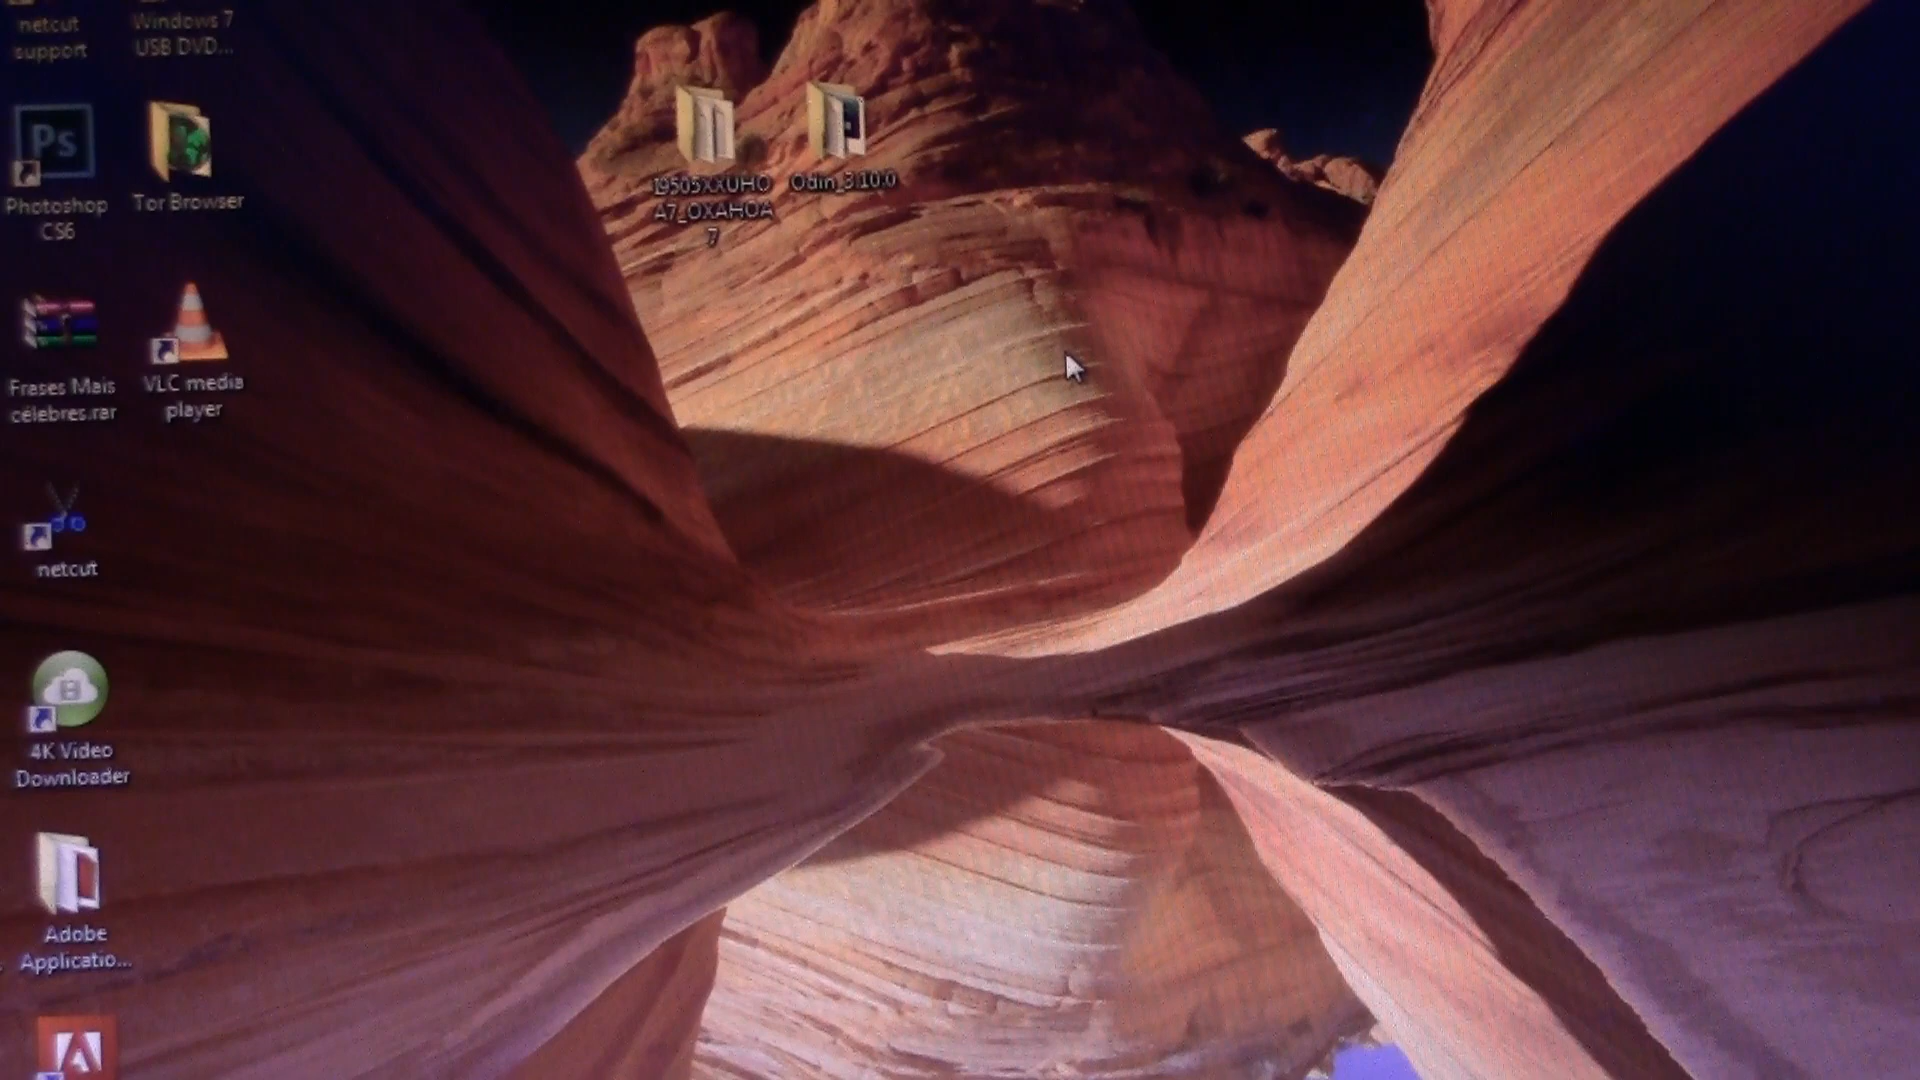 netcut
support
Windows 7
USB DVD...
Ps
Photoshop
CS6
Tor Browser
I9505XXUHO
A7_OXAHOA
7
Odin_3.10.0
Frases Mais
célebres.rar
VLC media
player
netcut
4K Video
Downloader
Adobe
Applicatio...